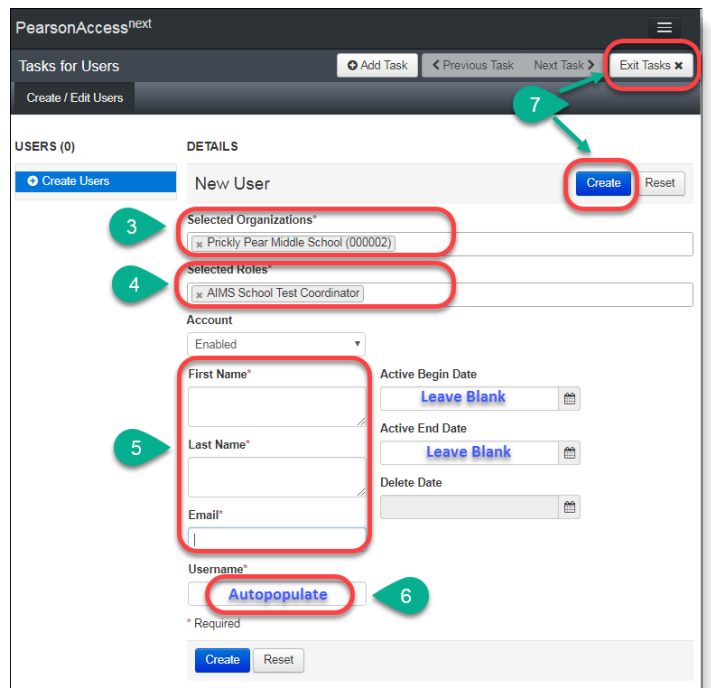 PearsonAccessnext
Tasks for Users
Add Task
Previous Task
Next Task
Exit Tasks ×
Create / Edit Users
7
USERS (0)
DETAILS
Create Users
New User
Create
Reset
3
Selected Organizations*
× Prickly Pear Middle School (000002)
4
Selected Roles*
× AIMS School Test Coordinator
Account
Enabled
First Name*
Active Begin Date
Leave Blank
Active End Date
5
Last Name*
Leave Blank
Delete Date
Email*
Username*
Autopopulate
6
* Required
Create
Reset